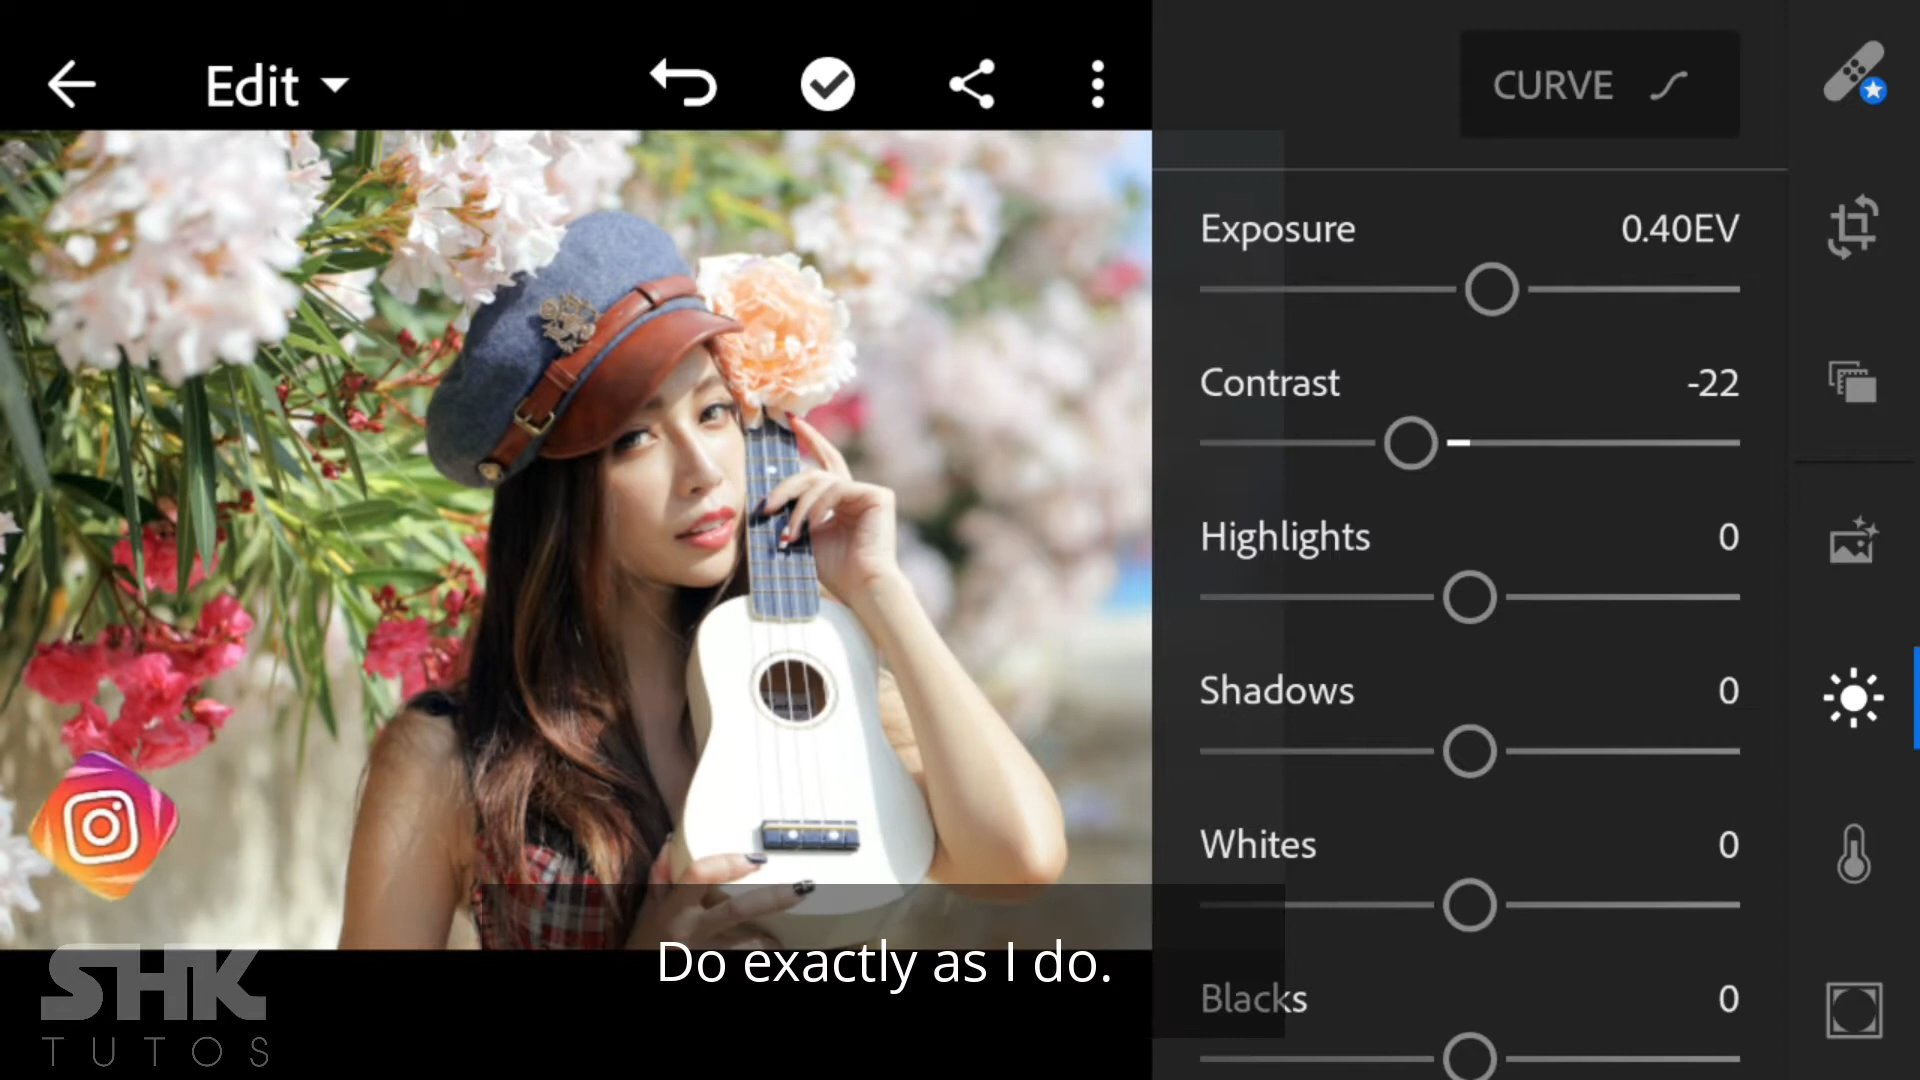 Edit
CURVE
Exposure 0.40EV
Contrast -22
Highlights 0
Shadows 0
Whites 0
Blacks 0
Do exactly as I do.
SHK
TUTOS